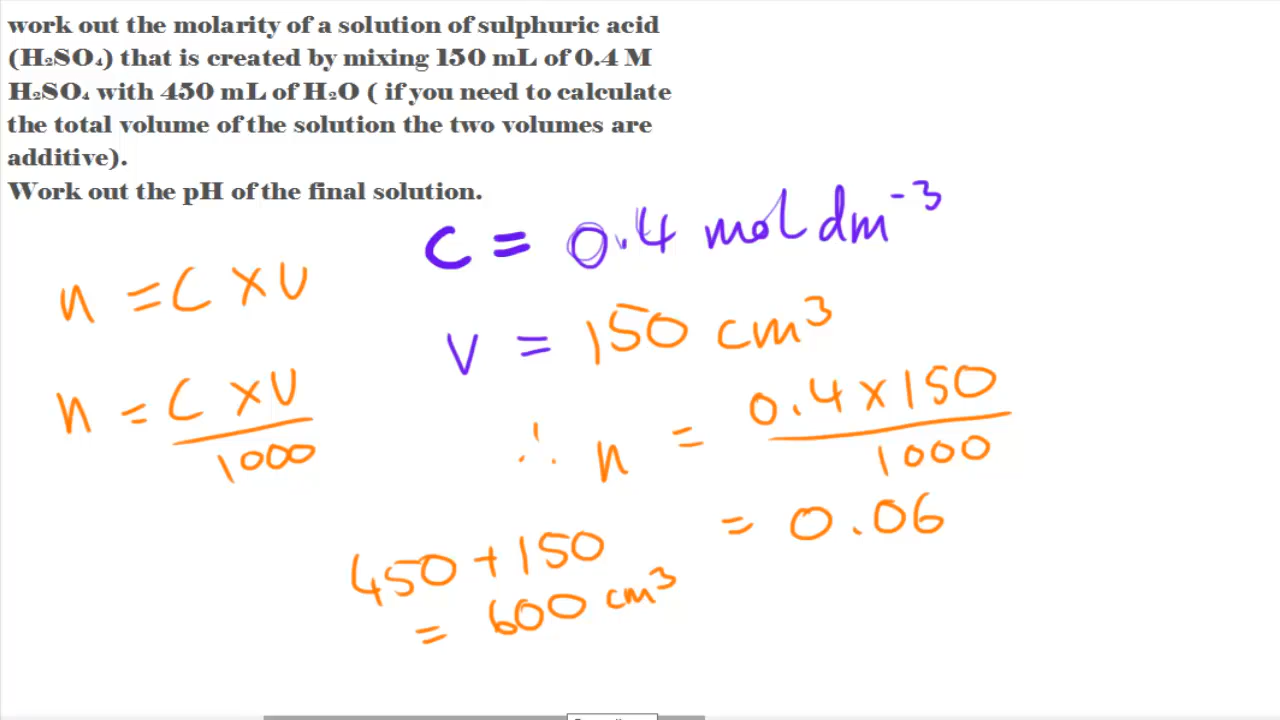 work out the molarity of a solution of sulphuric acid
(H₂SO₄) that is created by mixing 150 mL of 0.4 M
H₂SO₄ with 450 mL of H₂O ( if you need to calculate
the total volume of the solution the two volumes are
additive).
Work out the pH of the final solution.
C = 0.4 mol dm⁻³
n = C × V
V = 150 cm³
n = C × V / 1000
∴ n = 0.4 × 150 / 1000
= 0.06
450 + 150
= 600 cm³